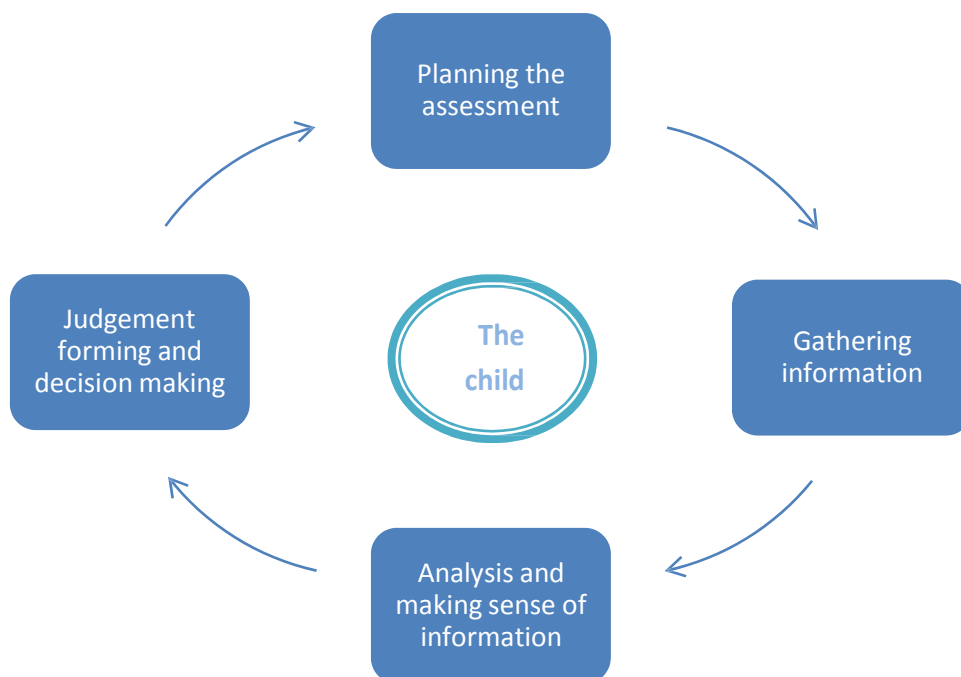 Planning the
assessment
Gathering
information
Analysis and
making sense of
information
Judgement
forming and
decision making
The
child